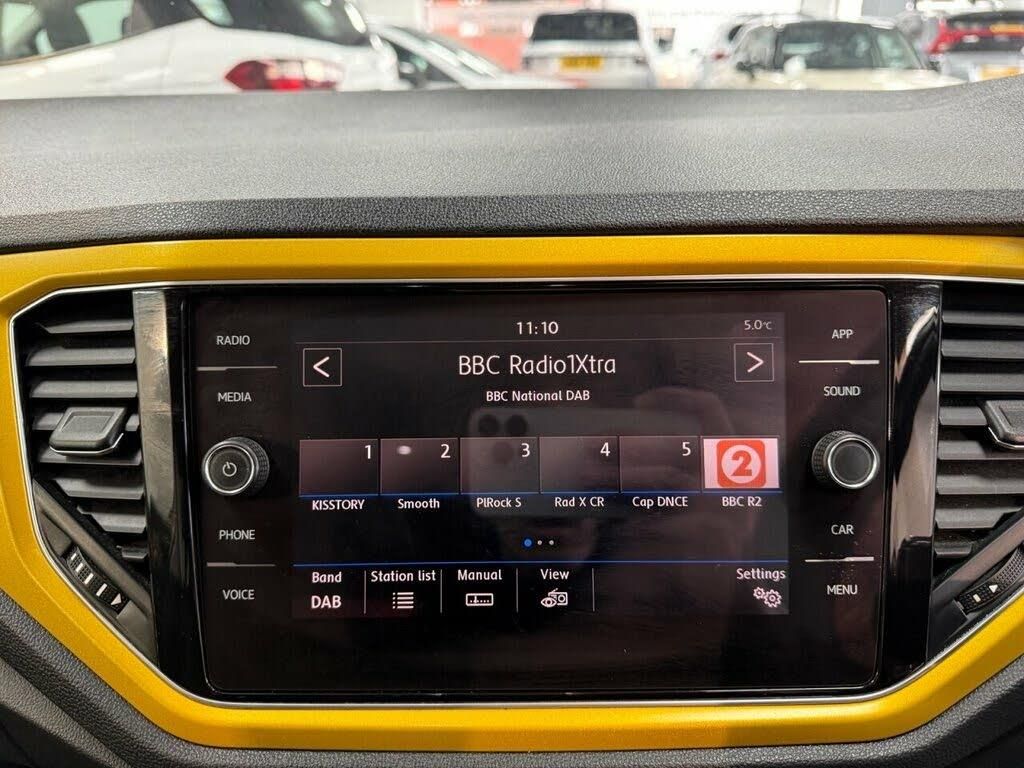 RADIO
MEDIA
PHONE
VOICE
11:10
5.0°C
BBC Radio1Xtra
BBC National DAB
1
2
3
4
5
2
KISSTORY
Smooth
PlRock S
Rad X CR
Cap DNCE
BBC R2
Band
DAB
Station list
Manual
View
Settings
APP
SOUND
CAR
MENU